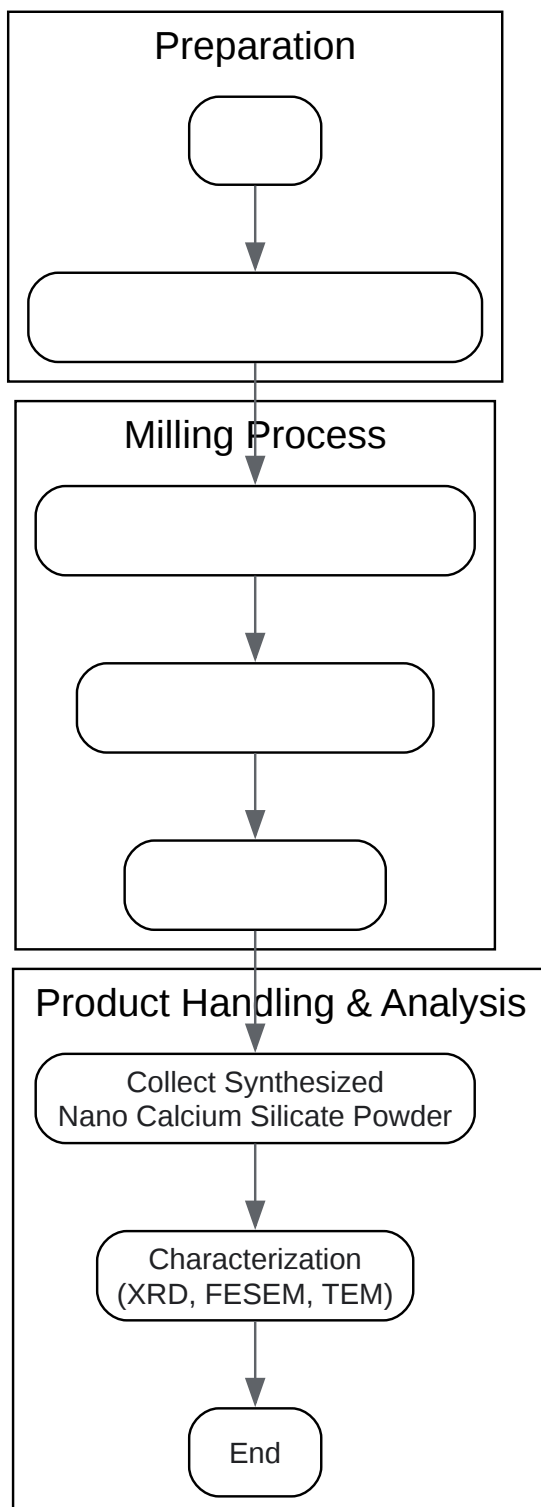 Preparation
Milling Process
Product Handling & Analysis
Collect Synthesized
Nano Calcium Silicate Powder
Characterization
(XRD, FESEM, TEM)
End